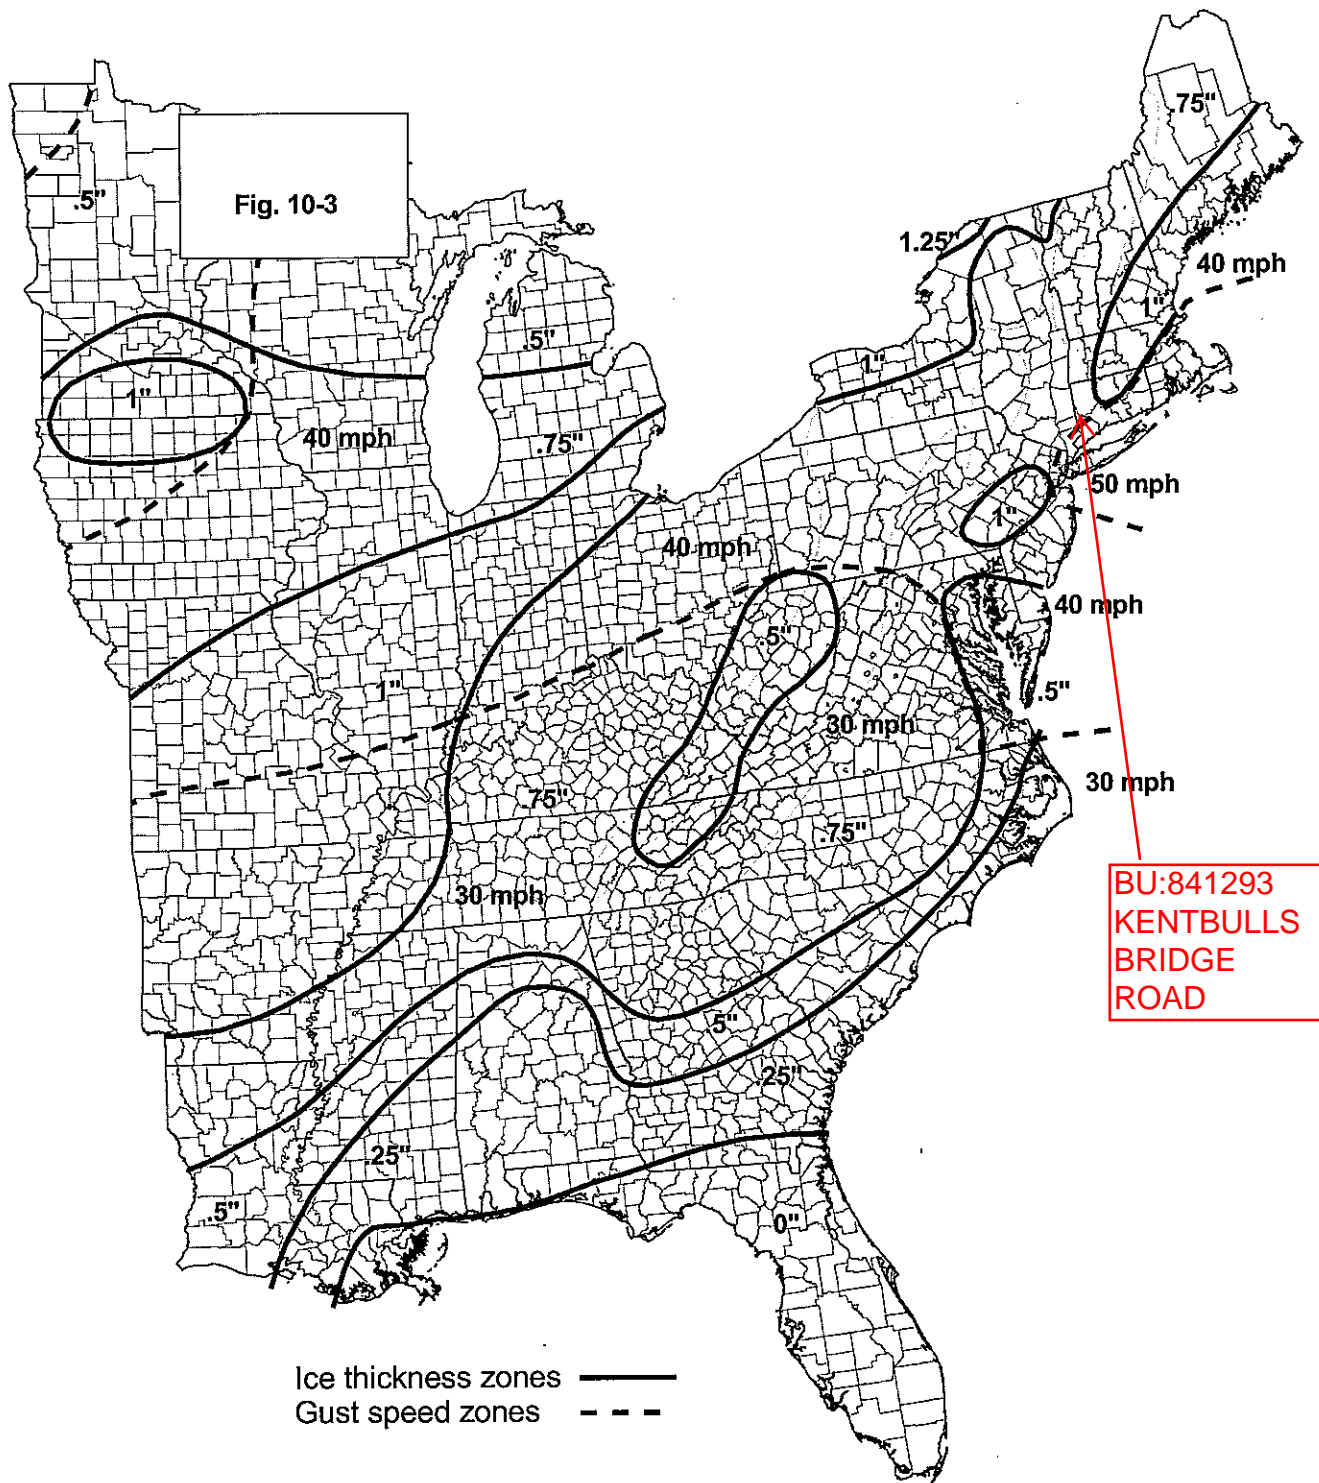 .75"
.5"
Fig. 10-3
1.25"
40 mph
1"
.5"
1"
1"
40 mph
.75"
50 mph
1"
40 mph
40 mph
.5"
.5"
1"
30 mph
30 mph
.75"
.75"
30 mph
BU:841293
KENTBULLS
BRIDGE
ROAD
.5"
.25"
.25"
.5"
0"
Ice thickness zones
Gust speed zones